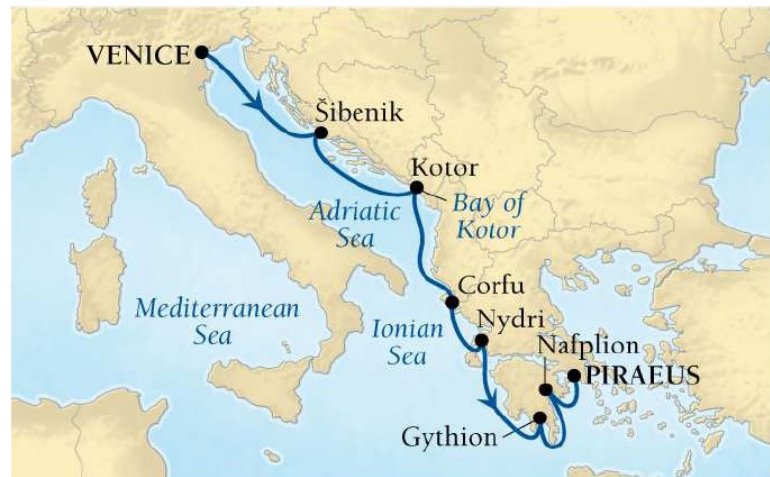 VENICE
Šibenik
Kotor
Adriatic
Sea
Bay of
Kotor
Mediterranean
Sea
Corfu
Ionian
Sea
Nydri
Nafplion
PIRAEUS
Gythion